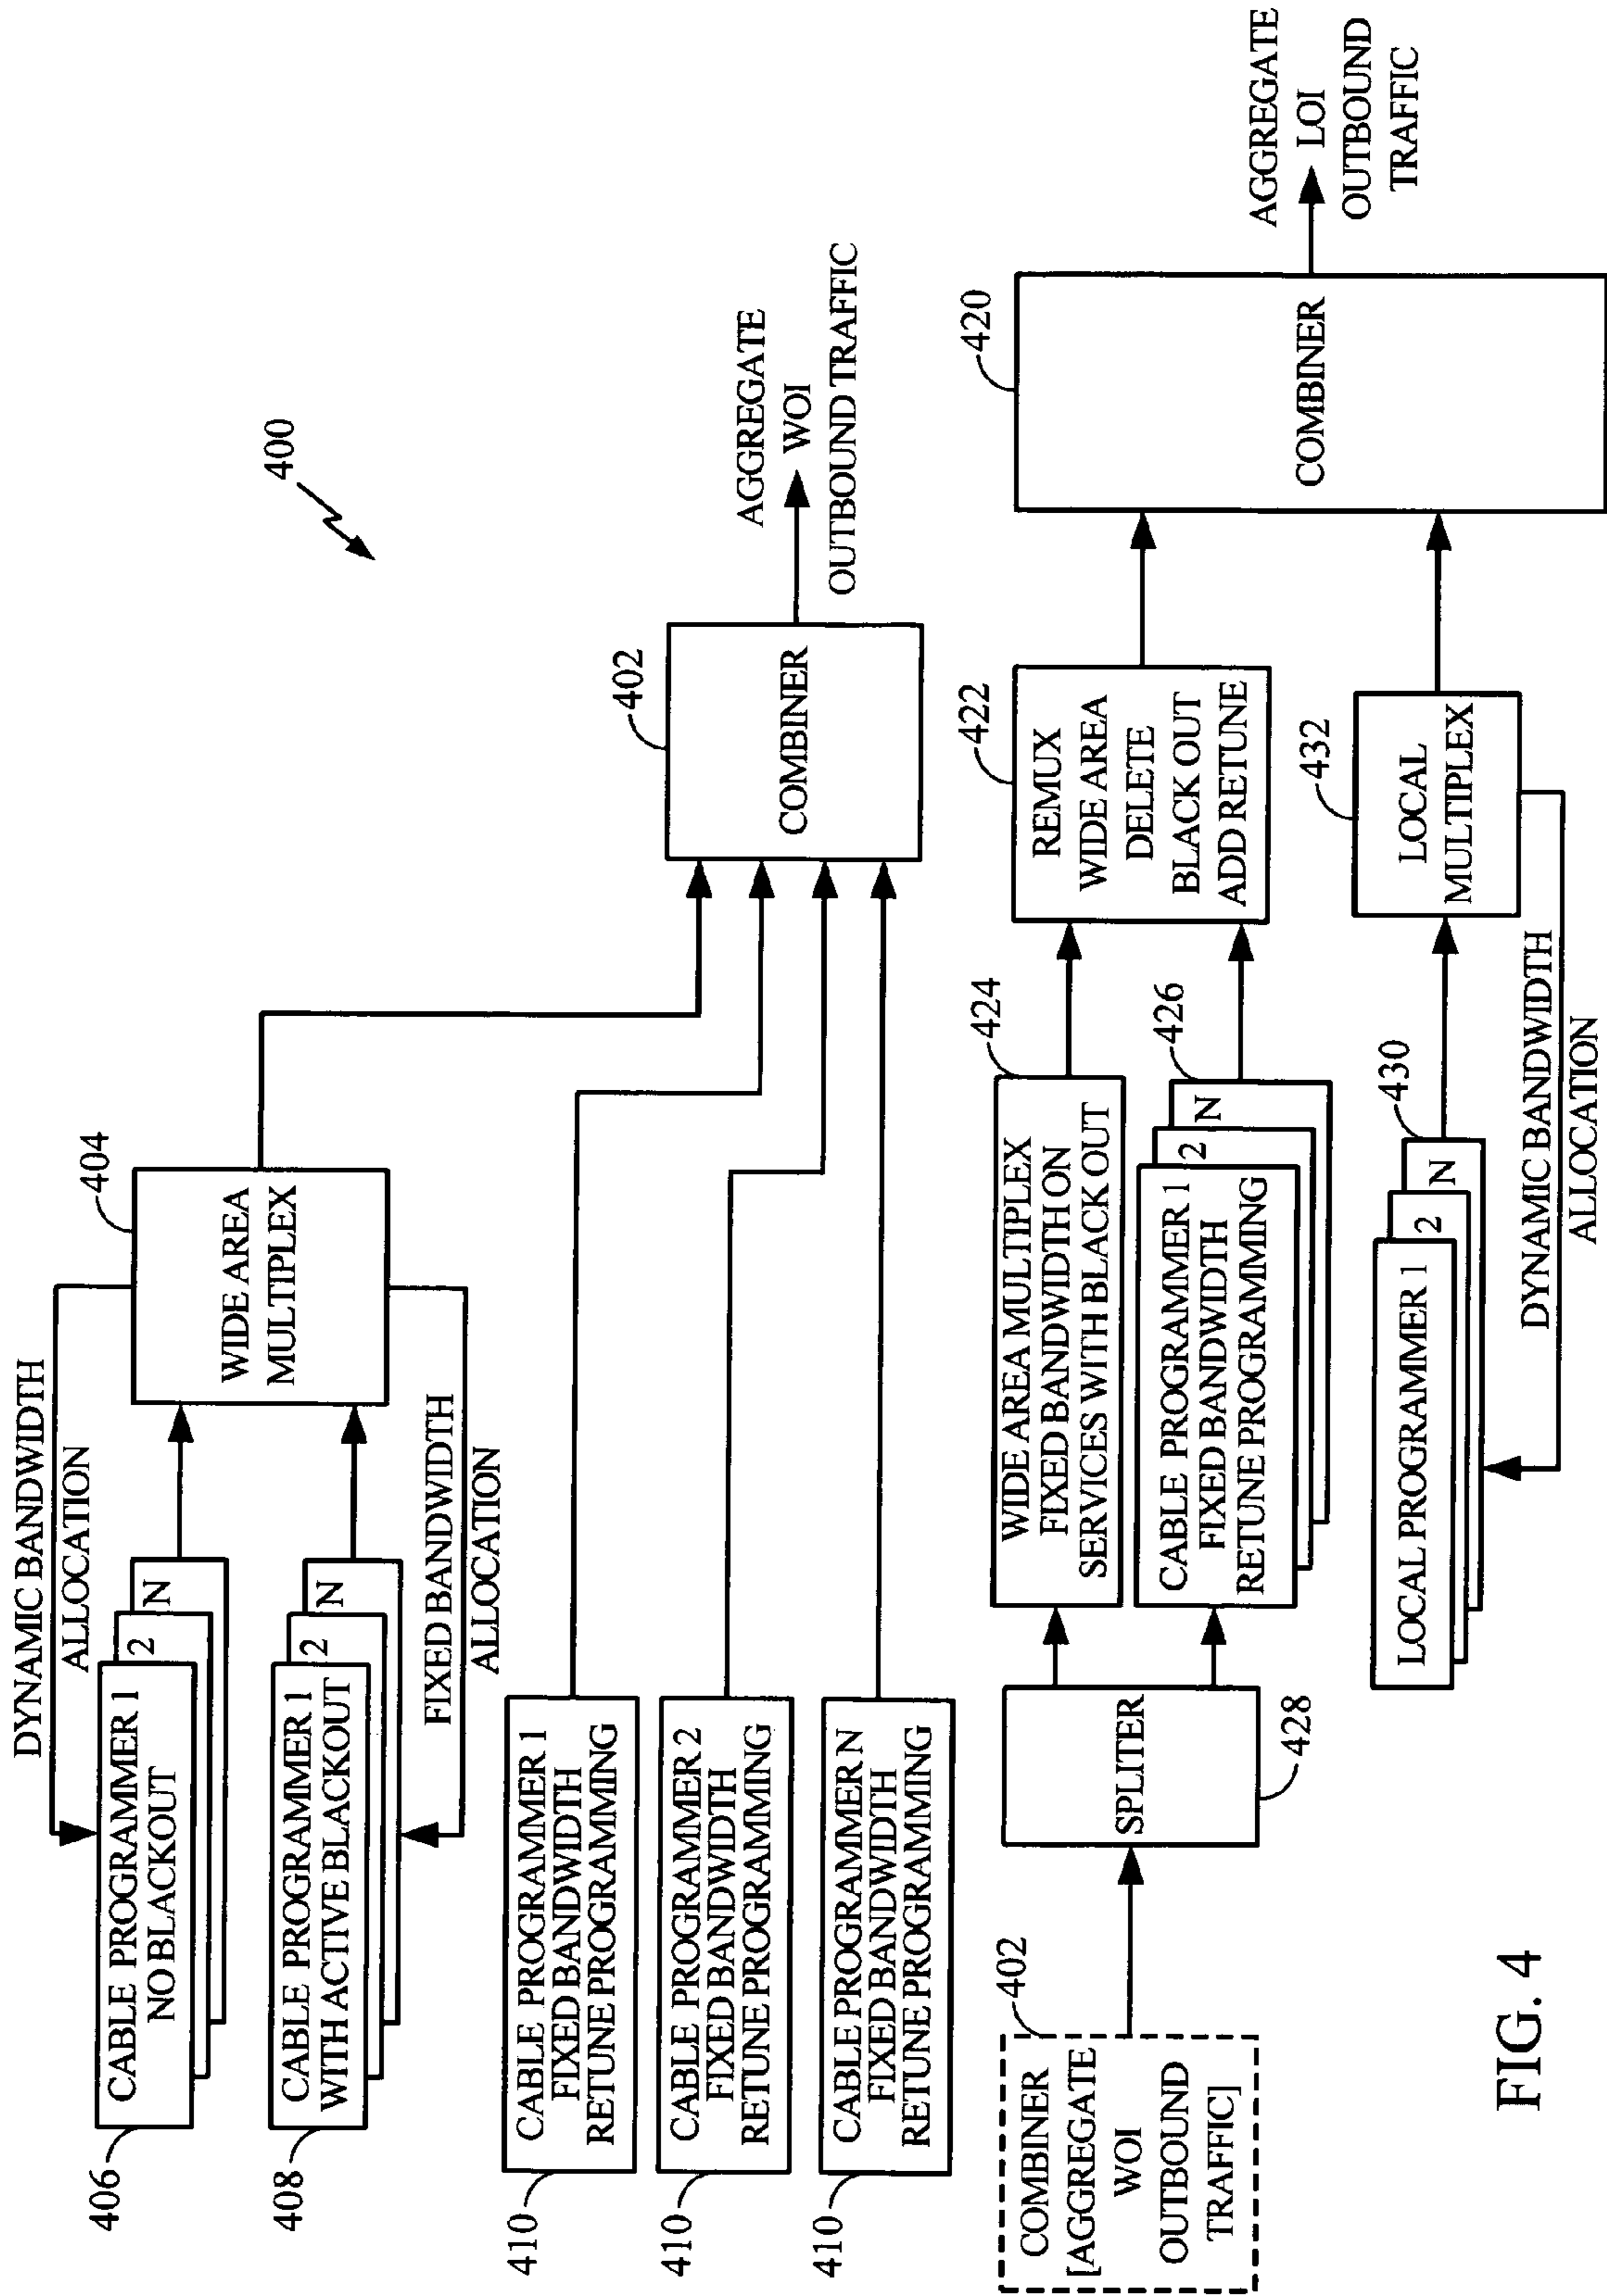 400
DYNAMIC BANDWIDTH
ALLOCATION
406
CABLE PROGRAMMER 1
NO BLACKOUT
2
N
408
CABLE PROGRAMMER 1
WITH ACTIVE BLACKOUT
2
N
FIXED BANDWIDTH
ALLOCATION
404
WIDE AREA
MULTIPLEX
410
CABLE PROGRAMMER 1
FIXED BANDWIDTH
RETUNE PROGRAMMING
410
CABLE PROGRAMMER 2
FIXED BANDWIDTH
RETUNE PROGRAMMING
410
CABLE PROGRAMMER N
FIXED BANDWIDTH
RETUNE PROGRAMMING
402
COMBINER
AGGREGATE
WOI
OUTBOUND TRAFFIC
402
COMBINER
[AGGREGATE
WOI
OUTBOUND
TRAFFIC]
SPLITER
428
424
WIDE AREA MULTIPLEX
FIXED BANDWIDTH ON
SERVICES WITH BLACK OUT
426
CABLE PROGRAMMER 1
FIXED BANDWIDTH
RETUNE PROGRAMMING
2
N
422
REMUX
WIDE AREA
DELETE
BLACK OUT
ADD RETUNE
430
LOCAL PROGRAMMER 1
2
N
432
LOCAL
MULTIPLEX
DYNAMIC BANDWIDTH
ALLOCATION
420
COMBINER
AGGREGATE
LOI
OUTBOUND
TRAFFIC
FIG. 4